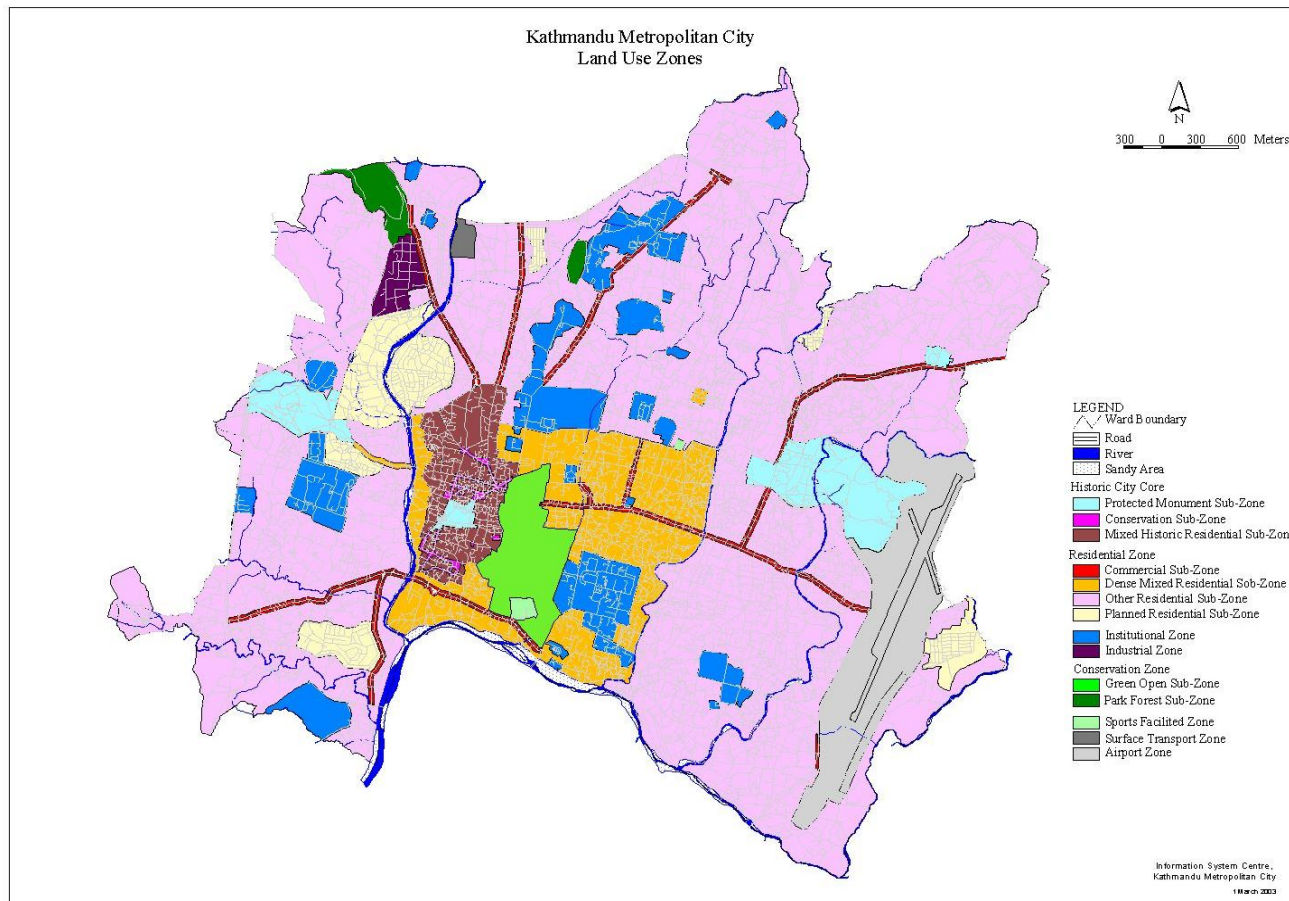 Kathmandu Metropolitan City
Land Use Zones
N
300 0 300 600 Meters
LEGEND
Ward Boundary
Road
River
Sandy Area
Historic City Core
Protected Monument Sub-Zone
Conservation Sub-Zone
Mixed Historic Residential Sub-Zon
Residential Zone
Commercial Sub-Zone
Dense Mixed Residential Sob-Zone
Other Residential Sub-Zone
Planned Residential Sub-Zone
Institutional Zone
Industrial Zone
Conservation Zone
Green Open Sub-Zone
Park Forest Sub-Zone
Sports Facilited Zone
Surface Transport Zone
Airport Zone
Information System Centre,
Kathmandu Metropolitan City
1 March 2003